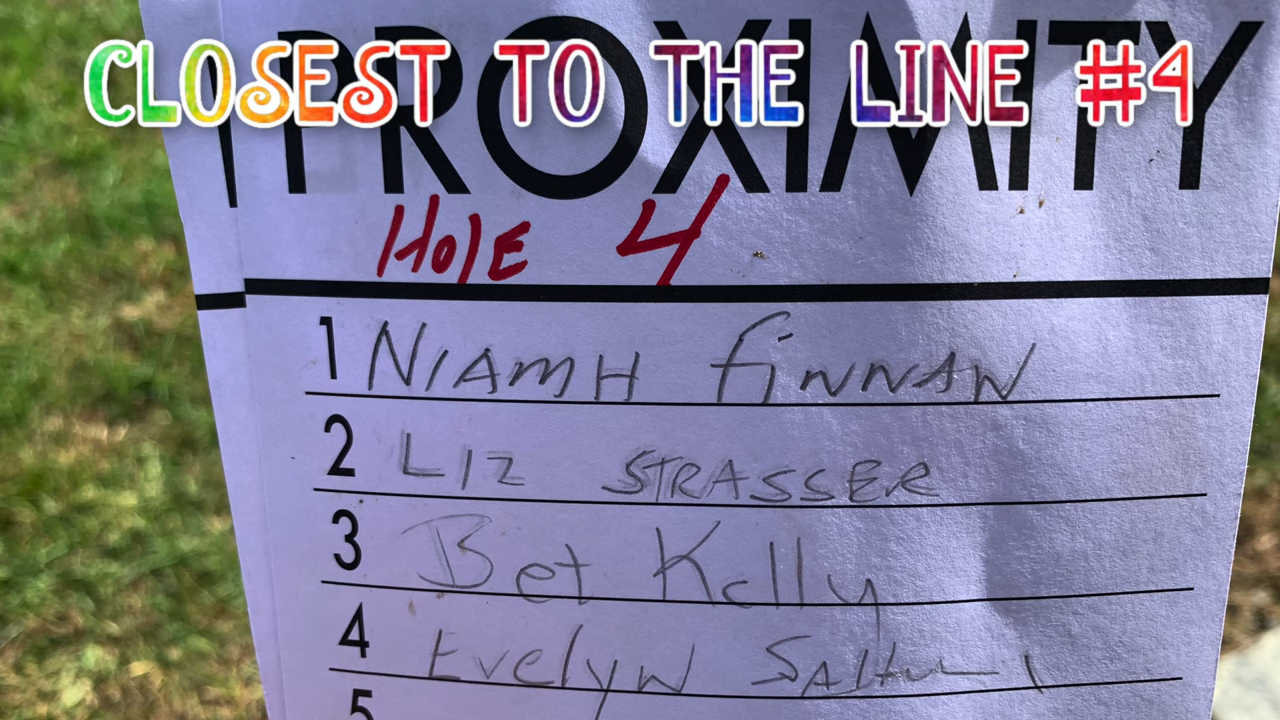 CLOSEST TO THE LINE #4
PROXIMITY
HolE 4
1 NIAMH fiNNAN
2 LIZ STRASSER
3 Bet Kelly
4 Evelyn
5